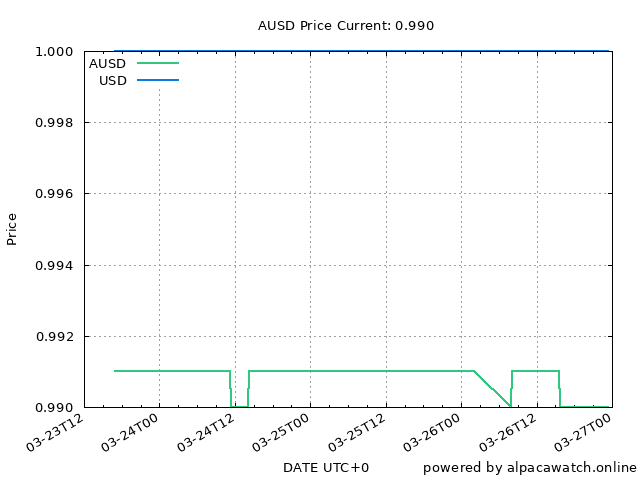 AUSD Price Current: 0.990
1.000
AUSD
USD
0.998
0.996
0.994
0.992
0.990
Price
03-23T12
03-24T00
03-24T12
03-25T00
03-25T12
03-26T00
03-26T12
03-27T00
DATE UTC+0
powered by alpacawatch.online